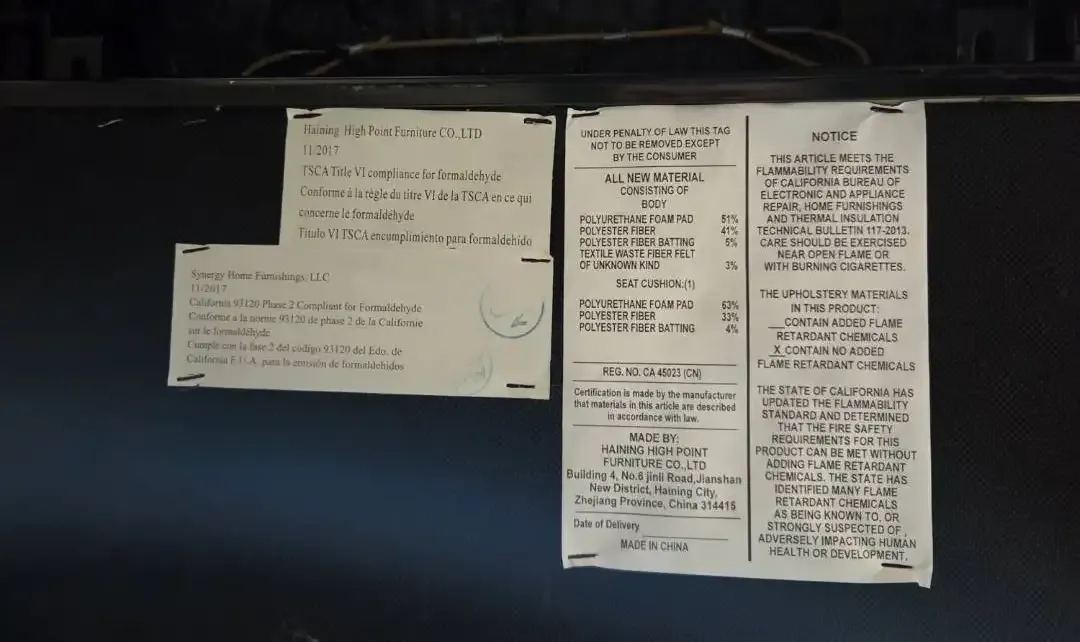 Haining High Point Furniture CO.,LTD
11/2017
TSCA Title VI compliance for formaldehyde
Conforme à la règle du titre VI de la TSCA en ce qui
concerne le formaldéhyde
Titulo VI TSCA encumplimiento para formaldehido
Synergy Home Furnishings, LLC
11/2017
California 93120 Phase 2 Compliant for Formaldehyde
Conforme a la norme 93120 de phase 2 de la Californie
sur le formaldéhyde
Cumple con la fase 2 del codigo 93120 del Edo. de
California E.U.A. para la emisión de formaldehidos
UNDER PENALTY OF LAW THIS TAG
NOT TO BE REMOVED EXCEPT
BY THE CONSUMER
ALL NEW MATERIAL
CONSISTING OF
BODY
POLYURETHANE FOAM PAD 51%
POLYESTER FIBER 41%
POLYESTER FIBER BATTING 5%
TEXTILE WASTE FIBER FELT
OF UNKNOWN KIND 3%
SEAT CUSHION:(1)
POLYURETHANE FOAM PAD 63%
POLYESTER FIBER 33%
POLYESTER FIBER BATTING 4%
REG. NO. CA 45023 (CN)
Certification is made by the manufacturer
that materials in this article are described
in accordance with law.
MADE BY:
HAINING HIGH POINT
FURNITURE CO.,LTD
Building 4, No.6 jinli Road,Jianshan
New District, Haining City,
Zhejiang Province, China 314415
Date of Delivery
MADE IN CHINA
NOTICE
THIS ARTICLE MEETS THE
FLAMMABILITY REQUIREMENTS
OF CALIFORNIA BUREAU OF
ELECTRONIC AND APPLIANCE
REPAIR, HOME FURNISHINGS
AND THERMAL INSULATION
TECHNICAL BULLETIN 117-2013.
CARE SHOULD BE EXERCISED
NEAR OPEN FLAME OR
WITH BURNING CIGARETTES.
THE UPHOLSTERY MATERIALS
IN THIS PRODUCT:
__CONTAIN ADDED FLAME
RETARDANT CHEMICALS
X CONTAIN NO ADDED
FLAME RETARDANT CHEMICALS
THE STATE OF CALIFORNIA HAS
UPDATED THE FLAMMABILITY
STANDARD AND DETERMINED
THAT THE FIRE SAFETY
REQUIREMENTS FOR THIS
PRODUCT CAN BE MET WITHOUT
ADDING FLAME RETARDANT
CHEMICALS. THE STATE HAS
IDENTIFIED MANY FLAME
RETARDANT CHEMICALS
AS BEING KNOWN TO, OR
STRONGLY SUSPECTED OF,
ADVERSELY IMPACTING HUMAN
HEALTH OR DEVELOPMENT.